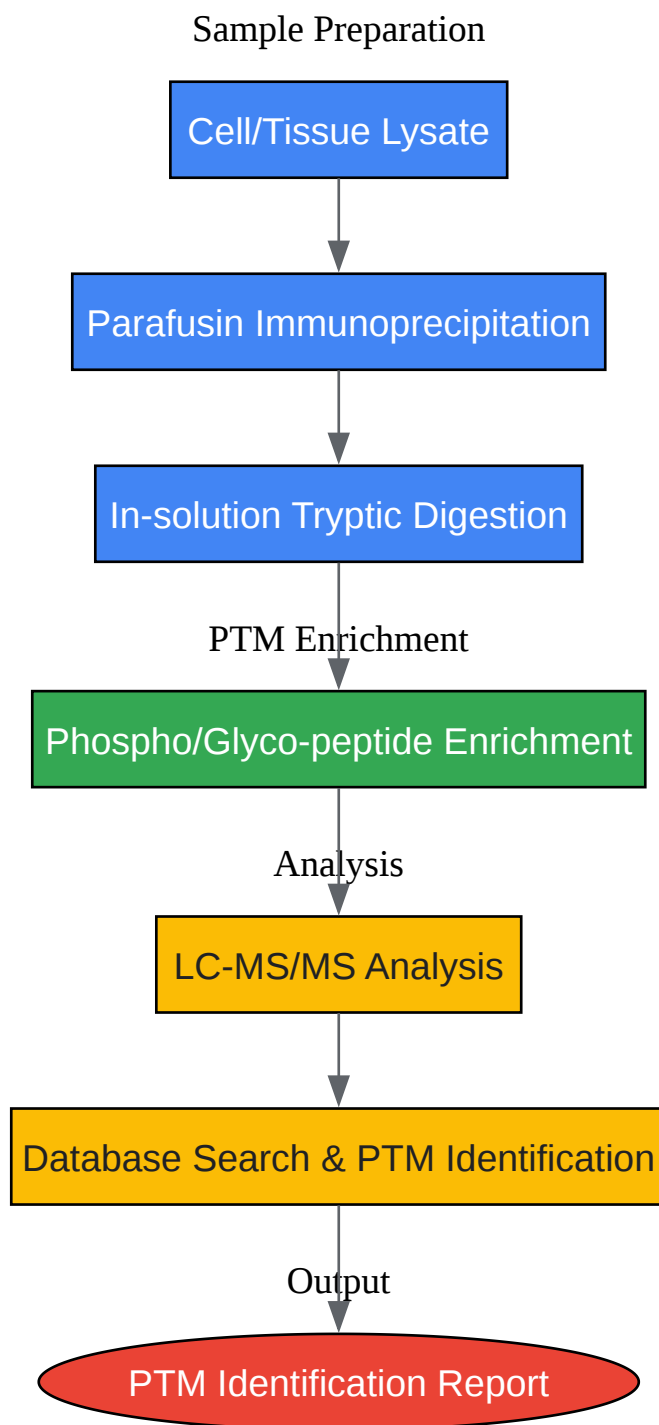 Sample Preparation
Cell/Tissue Lysate
Parafusin Immunoprecipitation
In-solution Tryptic Digestion
PTM Enrichment
Phospho/Glyco-peptide Enrichment
Analysis
LC-MS/MS Analysis
Database Search & PTM Identification
Output
PTM Identification Report